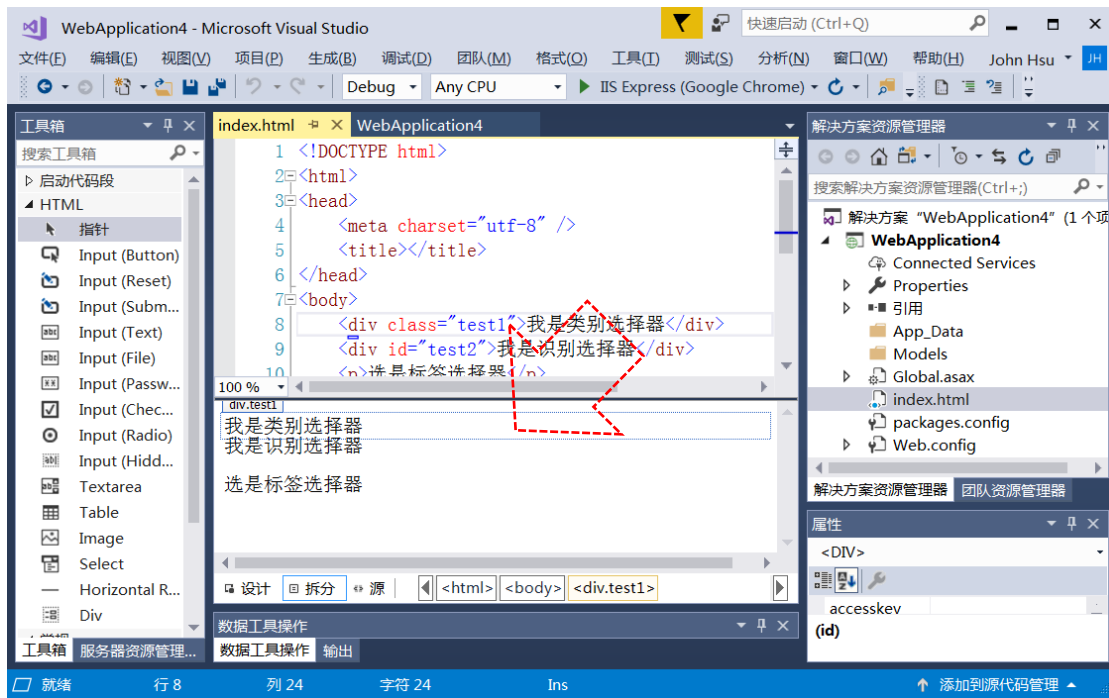 WebApplication4 - Microsoft Visual Studio
快速启动 (Ctrl+Q)
文件(F) 编辑(E) 视图(V) 项目(P) 生成(B) 调试(D) 团队(M) 格式(O) 工具(T) 测试(S) 分析(N) 窗口(W) 帮助(H) John Hsu JH
Debug Any CPU IIS Express (Google Chrome)
工具箱
搜索工具箱
启动代码段
HTML
指针
Input (Button)
Input (Reset)
Input (Subm...
Input (Text)
Input (File)
Input (Passw...
Input (Chec...
Input (Radio)
Input (Hidd...
Textarea
Table
Image
Select
Horizontal R...
Div
工具箱 服务器资源管理...
index.html WebApplication4
1 <!DOCTYPE html>
2 <html>
3 <head>
4 <meta charset="utf-8" />
5 <title></title>
6 </head>
7 <body>
8 <div class="test1">我是类别选择器</div>
9 <div id="test2">我是识别选择器</div>
10 <p>选是标签选择器</p>
100 %
div.test1
我是类别选择器
我是识别选择器
选是标签选择器
设计 拆分 源 <html> <body> <div.test1>
数据工具操作
数据工具操作 输出
解决方案资源管理器
搜索解决方案资源管理器(Ctrl+;)
解决方案 "WebApplication4" (1 个项
WebApplication4
Connected Services
Properties
引用
App_Data
Models
Global.asax
index.html
packages.config
Web.config
解决方案资源管理器 团队资源管理器
属性
<DIV>
accesskey
(id)
就绪 行 8 列 24 字符 24 Ins 添加到源代码管理